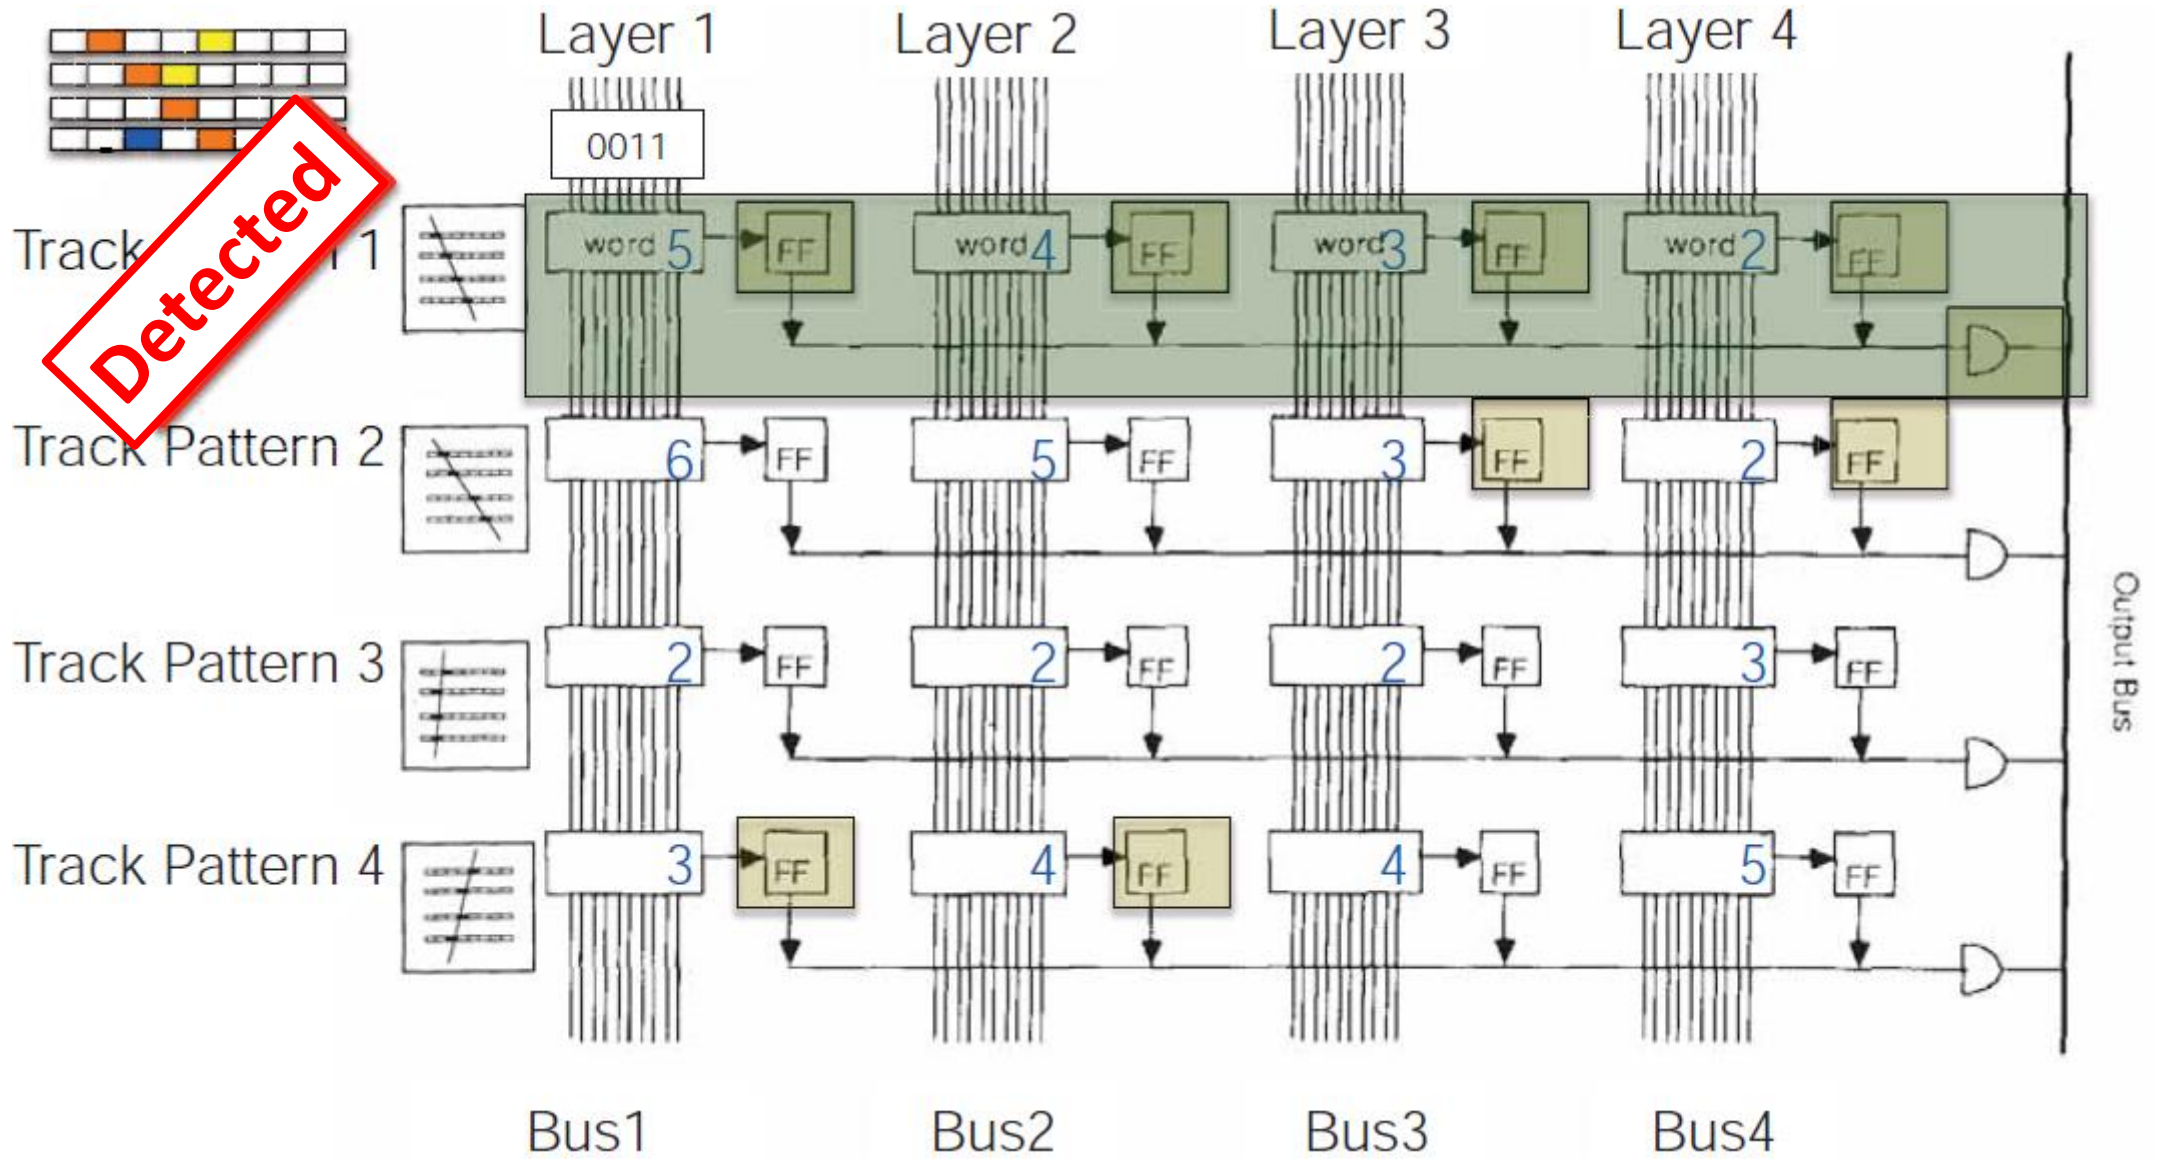 Layer 1 Layer 2 Layer 3 Layer 4
0011
Detected
Track 1 word 5 FF word 4 FF word 3 FF word 2 FF
Track Pattern 2 6 FF 5 FF 3 FF 2 FF
Output Bus
Track Pattern 3 2 FF 2 FF 2 FF 3 FF
Track Pattern 4 3 FF 4 FF 4 FF 5 FF
Bus1 Bus2 Bus3 Bus4